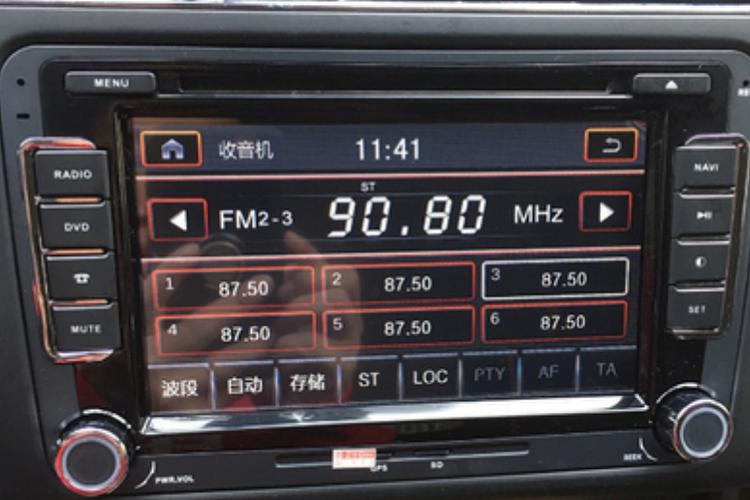 MENU
收音机 11:41
RADIO
NAVI
ST
FM2-3 90.80 MHz
DVD
1 87.50 2 87.50 3 87.50
MUTE
4 87.50 5 87.50 6 87.50
SET
波段 自动 存储 ST LOC PTY AF TA
PWR.VOL
GPS
SD
SEEK